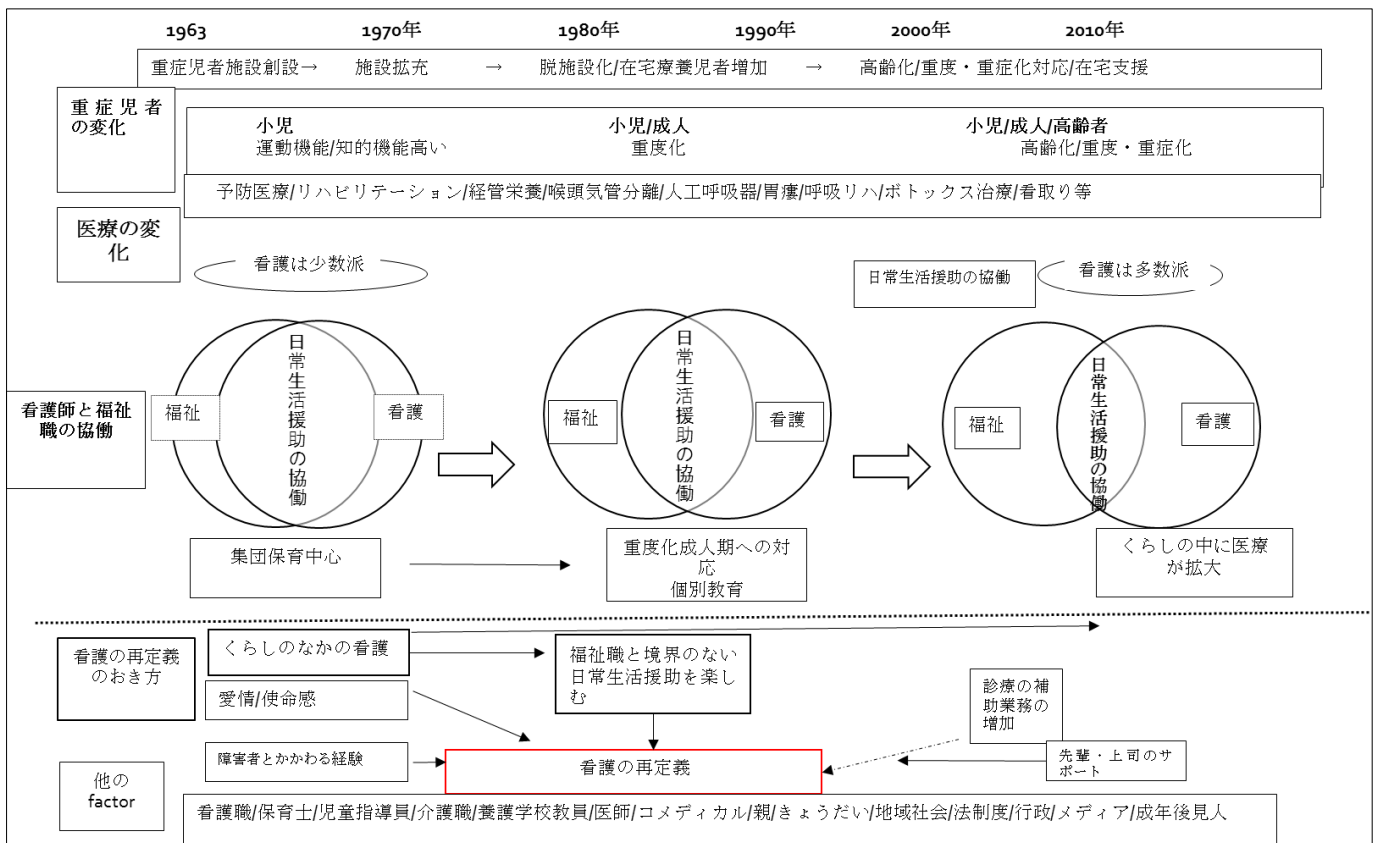 1963 1970年 1980年 1990年 2000年 2010年
重症児者施設創設→ 施設拡充 → 脱施設化/在宅療養児者増加 → 高齢化/重度・重症化対応/在宅支援
重症児者
の変化
小児 小児/成人 小児/成人/高齢者
運動機能/知的機能高い 重度化 高齢化/重度・重症化
予防医療/リハビリテーション/経管栄養/喉頭気管分離/人工呼吸器/胃瘻/呼吸リハ/ボトックス治療/看取り等
医療の変
化
看護は少数派
日常生活援助の協働
看護は多数派
看護師と福祉
職の協働
福祉
日常生活援助の協働
看護
福祉
日常生活援助の協働
看護
福祉
日常生活援助の協働
看護
集団保育中心
重度化成人期への対
応
個別教育
くらしの中に医療
が拡大
看護の再定義
のおき方
くらしのなかの看護
愛情/使命感
福祉職と境界のない
日常生活援助を楽し
む
診療の補
助業務の
増加
障害者とかかわる経験
看護の再定義
先輩・上司のサ
ポート
他の
factor
看護職/保育士/児童指導員/介護職/養護学校教員/医師/コメディカル/親/きょうだい/地域社会/法制度/行政/メディア/成年後見人